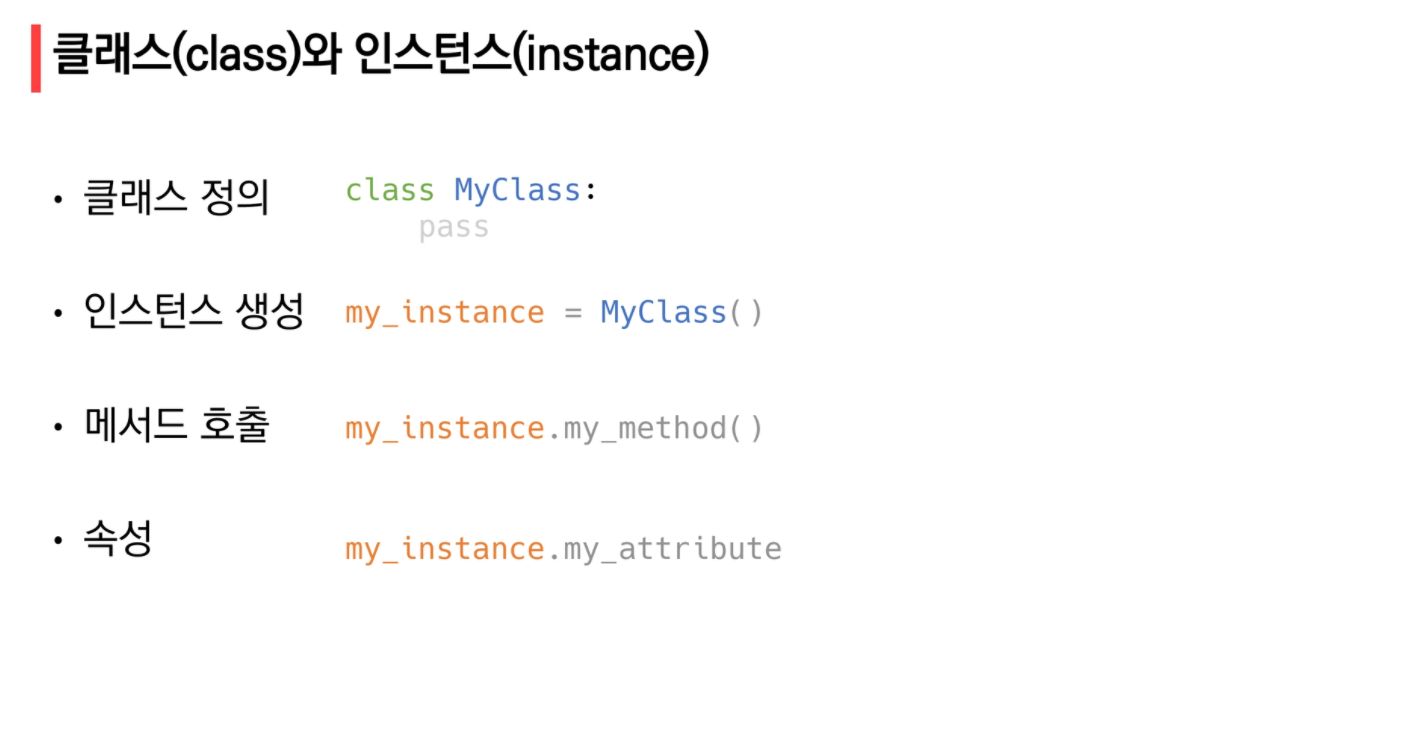 클래스(class)와 인스턴스(instance)
• 클래스 정의 class MyClass:
pass
• 인스턴스 생성 my_instance = MyClass()
• 메서드 호출 my_instance.my_method()
• 속성 my_instance.my_attribute